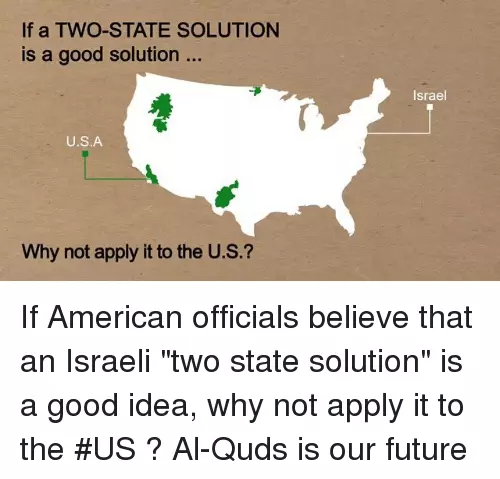 If a TWO-STATE SOLUTION
is a good solution ...
Israel
U.S.A
Why not apply it to the U.S.?
If American officials believe that
an Israeli "two state solution" is
a good idea, why not apply it to
the #US ? Al-Quds is our future